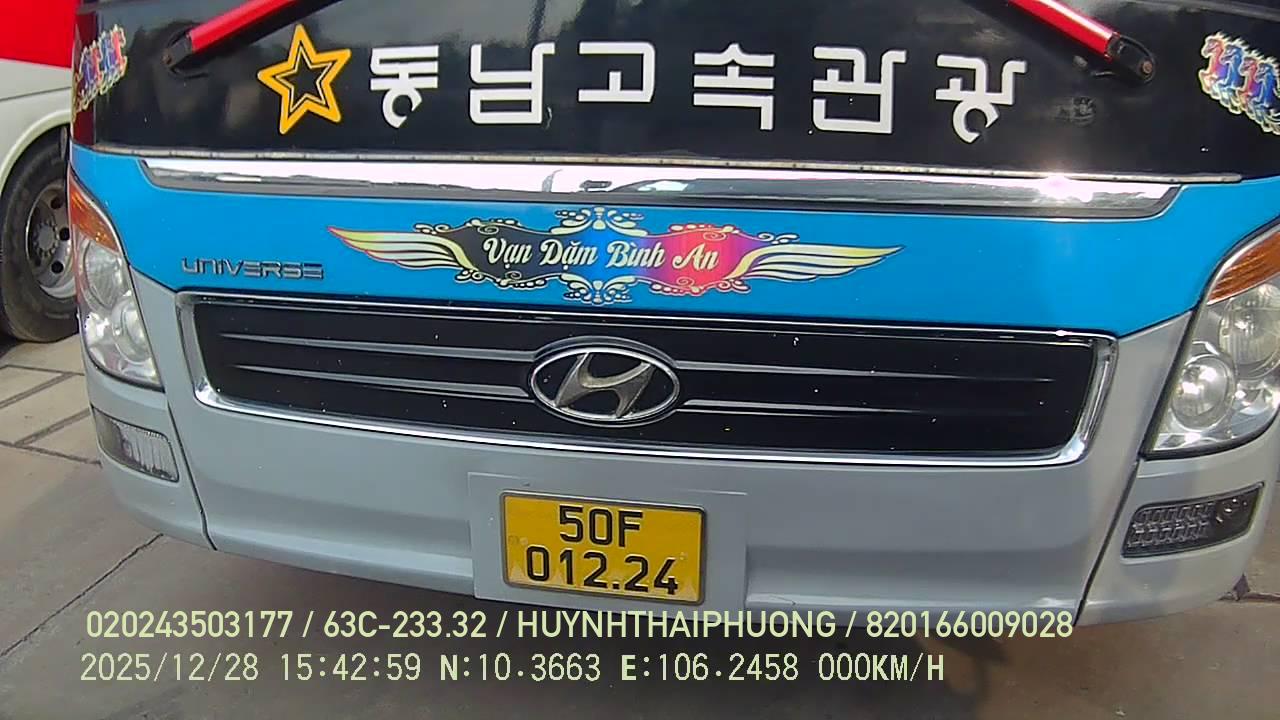 동남고속관광
Vạn Dặm Bình An
UNIVERSE
50F
012.24
020243503177 / 63C-233.32 / HUYNHTHAIPHUONG / 820166009028
2025/12/28 15:42:59 N:10.3663 E:106.2458 000KM/H